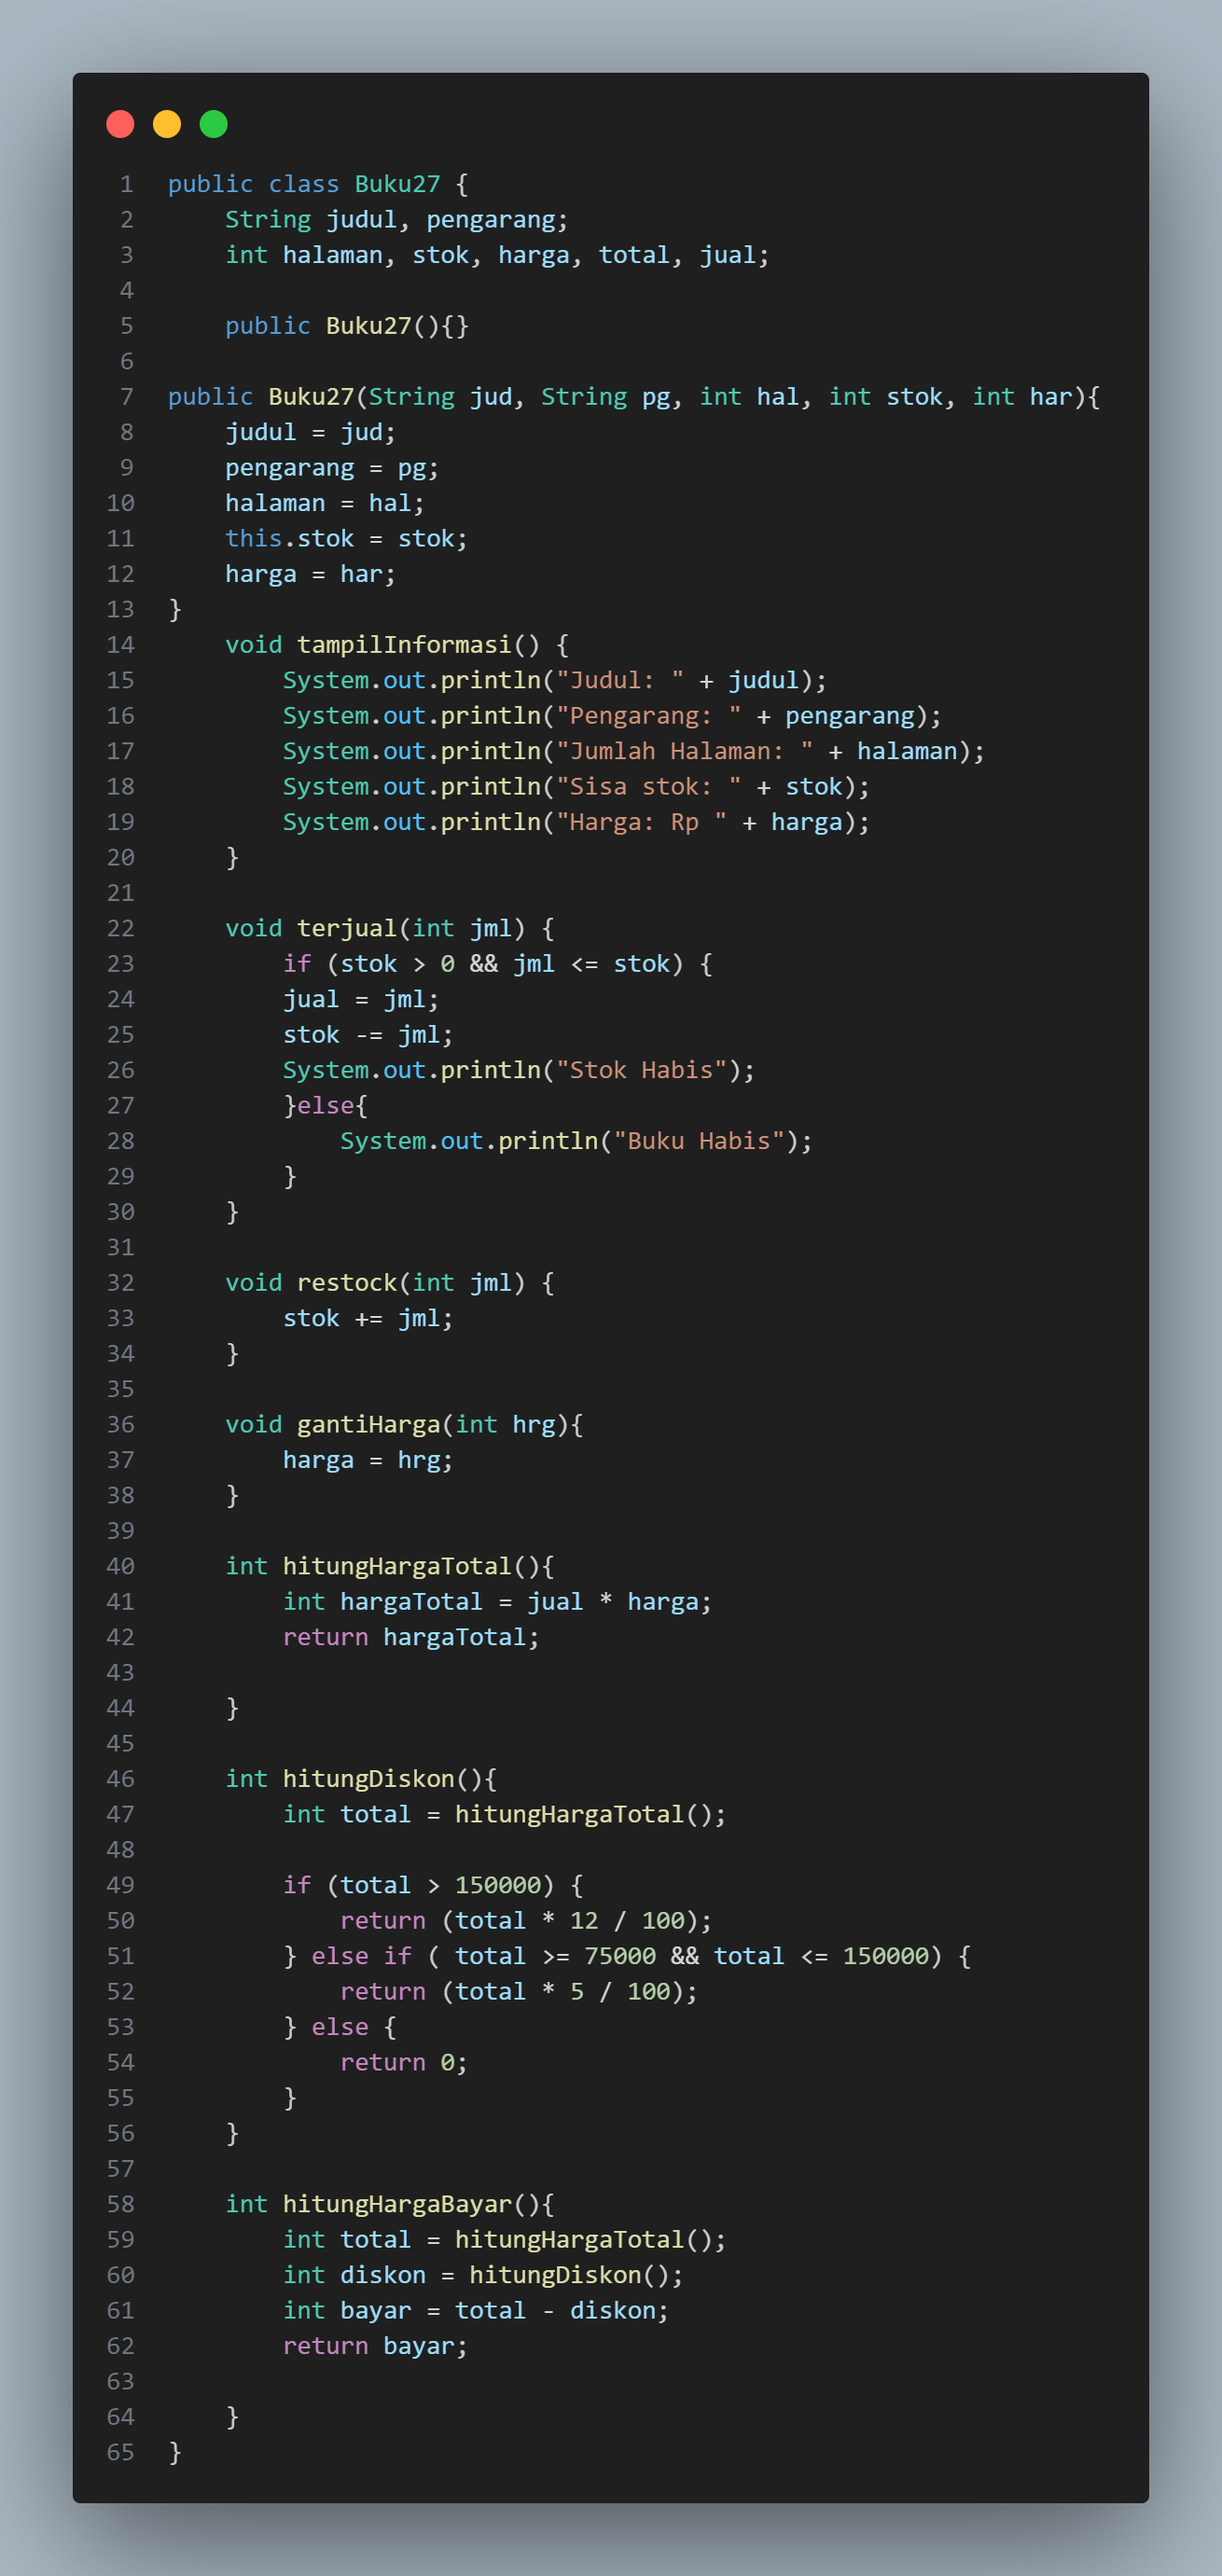 1 public class Buku27 {
2     String judul, pengarang;
3     int halaman, stok, harga, total, jual;
4
5     public Buku27(){}
6
7 public Buku27(String jud, String pg, int hal, int stok, int har){
8     judul = jud;
9     pengarang = pg;
10     halaman = hal;
11     this.stok = stok;
12     harga = har;
13 }
14     void tampilInformasi() {
15         System.out.println("Judul: " + judul);
16         System.out.println("Pengarang: " + pengarang);
17         System.out.println("Jumlah Halaman: " + halaman);
18         System.out.println("Sisa stok: " + stok);
19         System.out.println("Harga: Rp " + harga);
20     }
21
22     void terjual(int jml) {
23         if (stok > 0 && jml <= stok) {
24         jual = jml;
25         stok -= jml;
26         System.out.println("Stok Habis");
27         }else{
28             System.out.println("Buku Habis");
29         }
30     }
31
32     void restock(int jml) {
33         stok += jml;
34     }
35
36     void gantiHarga(int hrg){
37         harga = hrg;
38     }
39
40     int hitungHargaTotal(){
41         int hargaTotal = jual * harga;
42         return hargaTotal;
43
44     }
45
46     int hitungDiskon(){
47         int total = hitungHargaTotal();
48
49         if (total > 150000) {
50             return (total * 12 / 100);
51         } else if ( total >= 75000 && total <= 150000) {
52             return (total * 5 / 100);
53         } else {
54             return 0;
55         }
56     }
57
58     int hitungHargaBayar(){
59         int total = hitungHargaTotal();
60         int diskon = hitungDiskon();
61         int bayar = total - diskon;
62         return bayar;
63
64     }
65 }